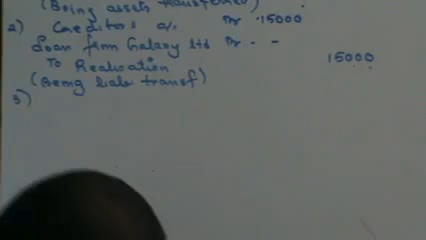 (Being assets transferred)
2) Creditors a/c Dr 15000
Loan from Galaxy Ltd Dr - -
To Realisation 15000
(Being liab transf)
3)